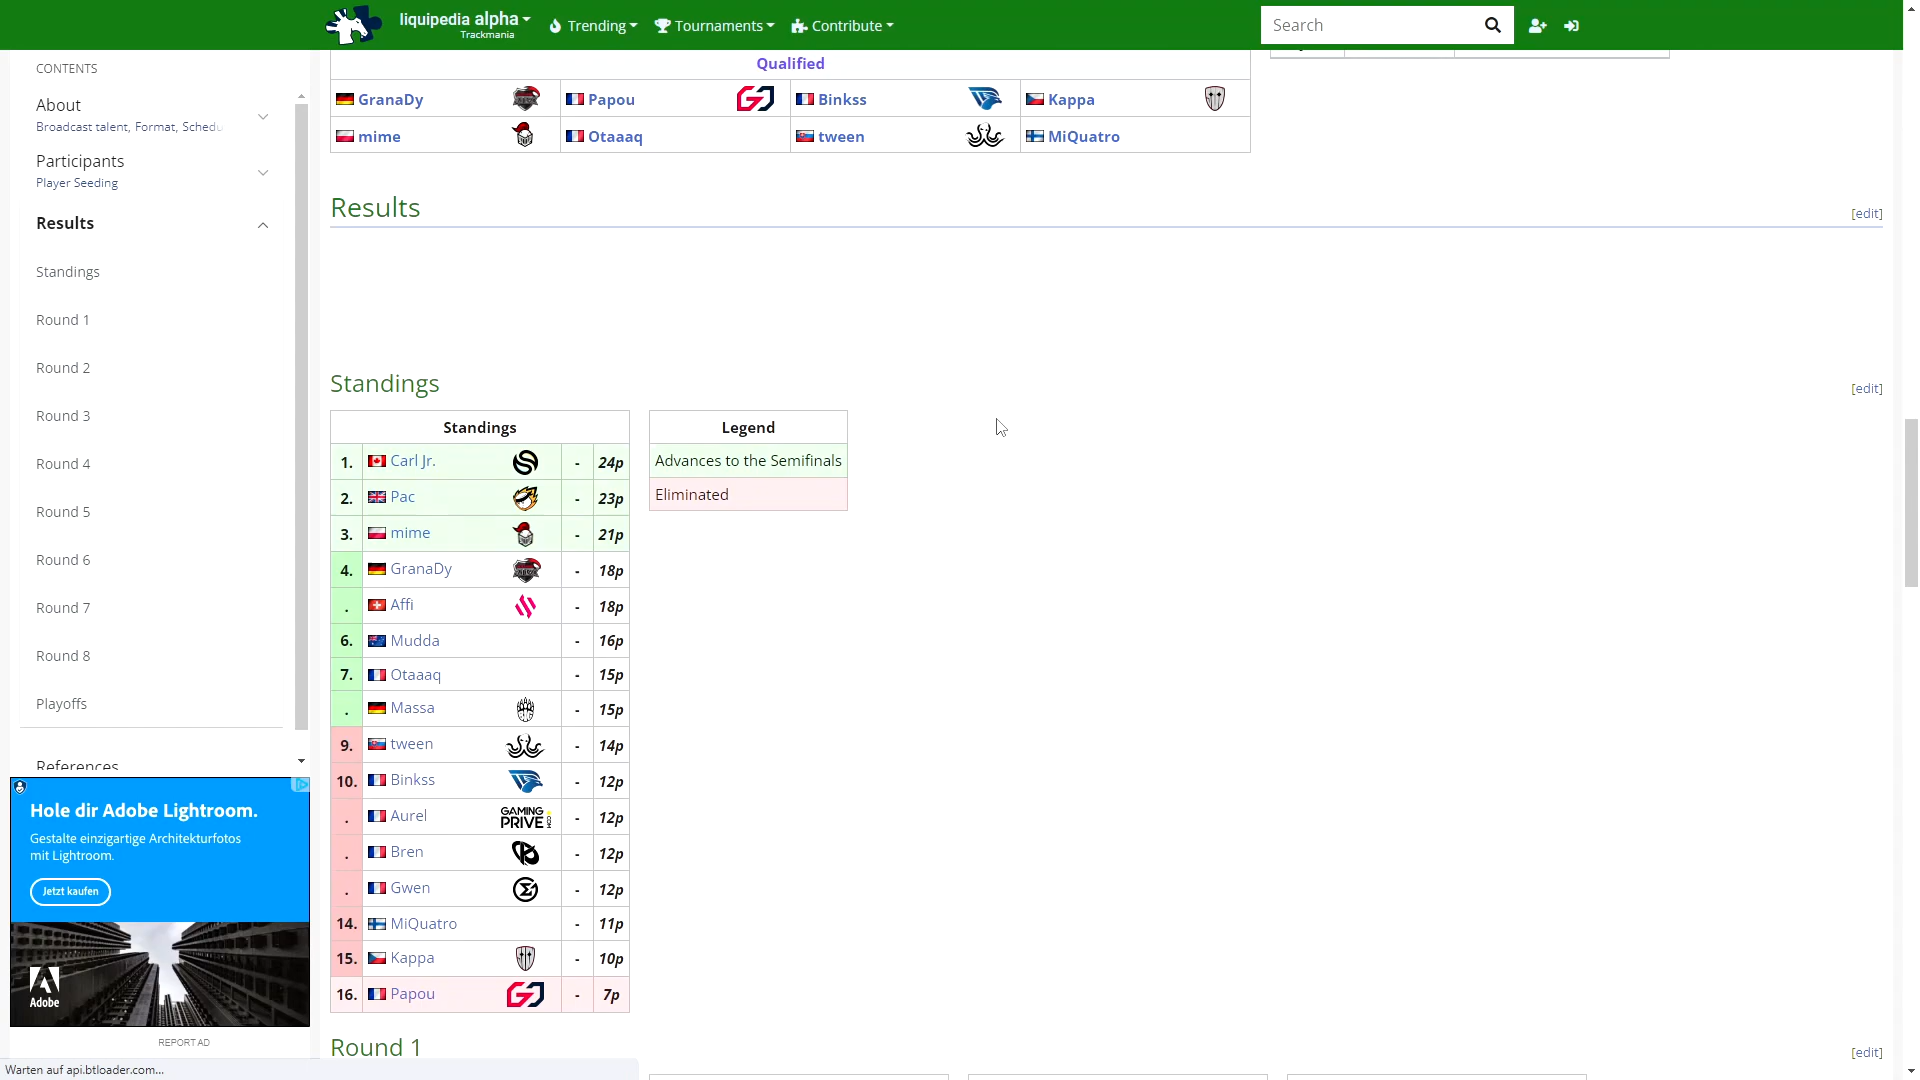 liquipedia alpha
Trackmania
Trending
Tournaments
Contribute
Search
CONTENTS
About
Broadcast talent, Format, Schedu
Participants
Player Seeding
Results
Standings
Round 1
Round 2
Round 3
Round 4
Round 5
Round 6
Round 7
Round 8
Playoffs
References
Hole dir Adobe Lightroom.
Gestalte einzigartige Architekturfotos
mit Lightroom.
Jetzt kaufen
Adobe
REPORT AD
Warten auf api.btloader.com...
Qualified
GranaDy Papou Binkss Kappa
mime Otaaaq tween MiQuatro
Results [edit]
Standings [edit]
Standings
1. Carl Jr. - 24p
2. Pac - 23p
3. mime - 21p
4. GranaDy - 18p
. Affi - 18p
6. Mudda - 16p
7. Otaaaq - 15p
. Massa - 15p
9. tween - 14p
10. Binkss - 12p
. Aurel GAMING PRIVE - 12p
. Bren - 12p
. Gwen - 12p
14. MiQuatro - 11p
15. Kappa - 10p
16. Papou - 7p
Legend
Advances to the Semifinals
Eliminated
Round 1 [edit]